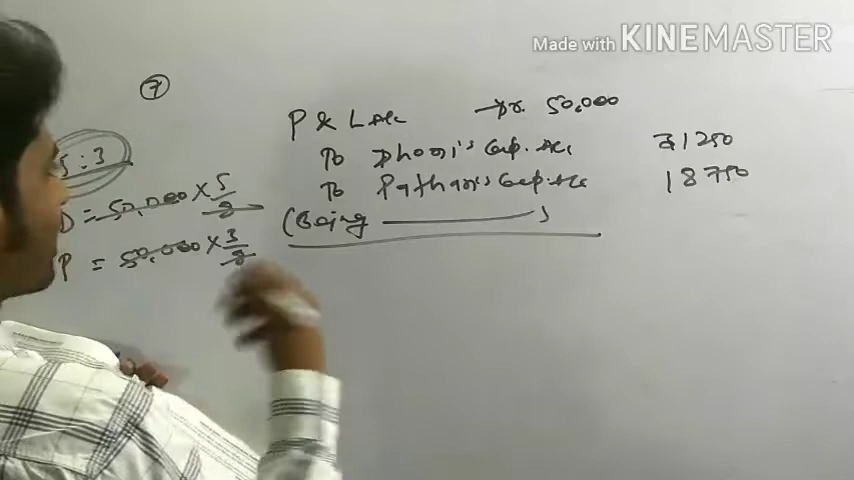 Made with KINEMASTER
7
P & L A/c Dr. 50,000
To Dhoni's Cap. A/c 31250
To Pathan's Cap. A/c 18750
(Being )
5:3
D = 50,000 × 5/8
P = 50,000 × 3/8